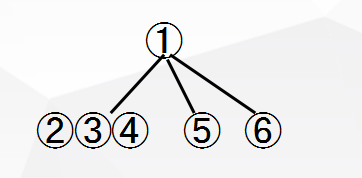 ①
②③④ ⑤ ⑥